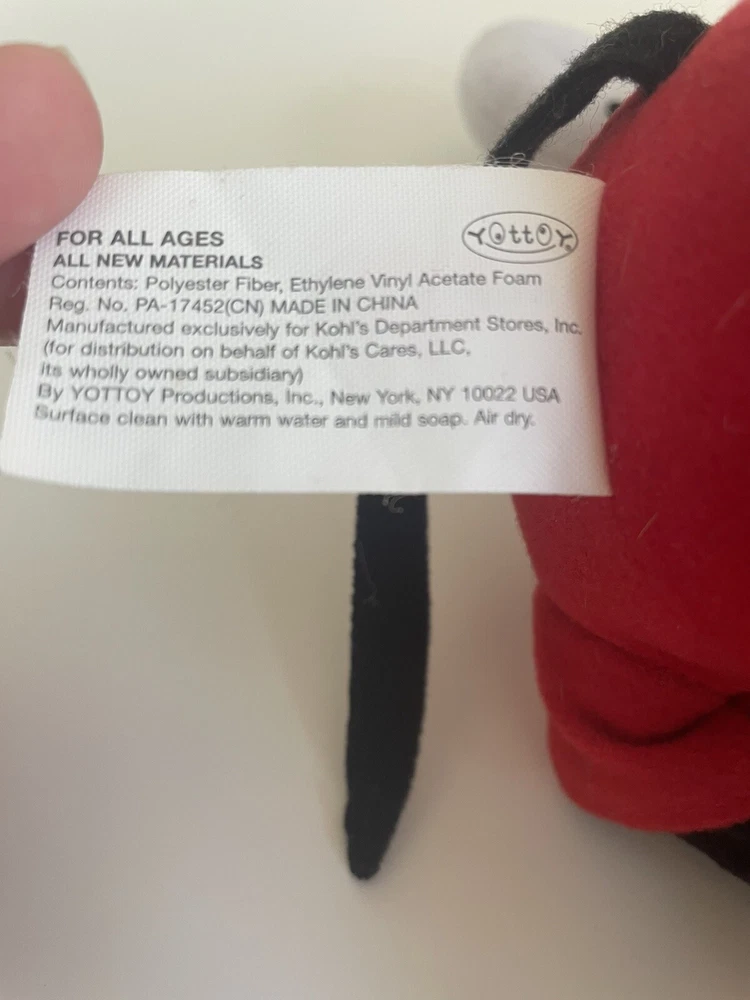 YOttOY
FOR ALL AGES
ALL NEW MATERIALS
Contents: Polyester Fiber, Ethylene Vinyl Acetate Foam
Reg. No. PA-17452(CN) MADE IN CHINA
Manufactured exclusively for Kohl's Department Stores, Inc.
(for distribution on behalf of Kohl's Cares, LLC,
its wholly owned subsidiary)
By YOTTOY Productions, Inc., New York, NY 10022 USA
Surface clean with warm water and mild soap. Air dry.